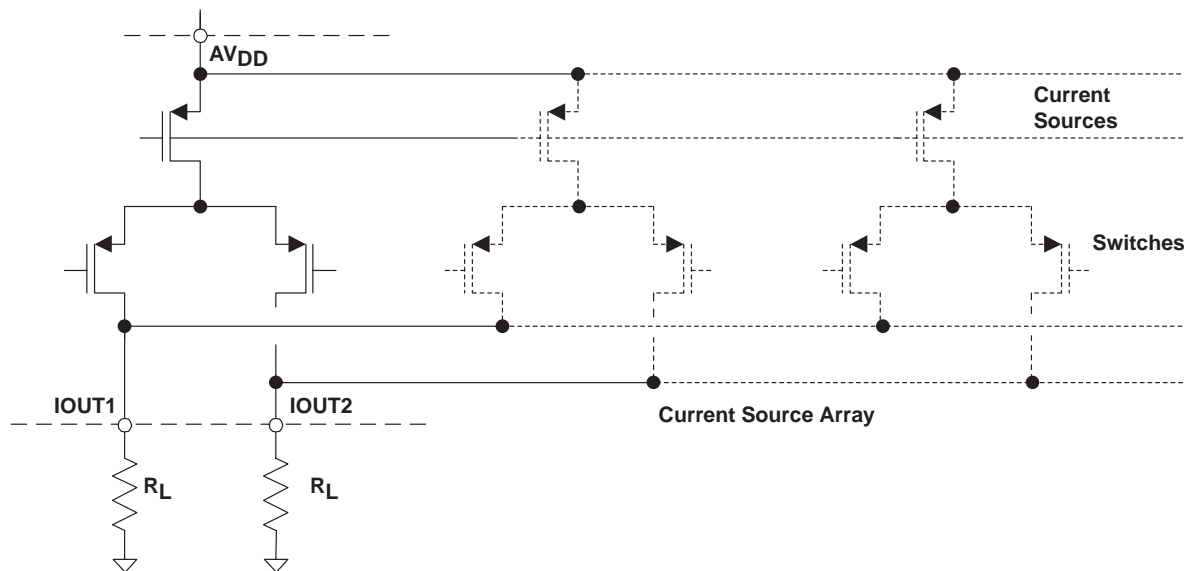 AVDD
Current
Sources
Switches
IOUT1
IOUT2
Current Source Array
RL
RL